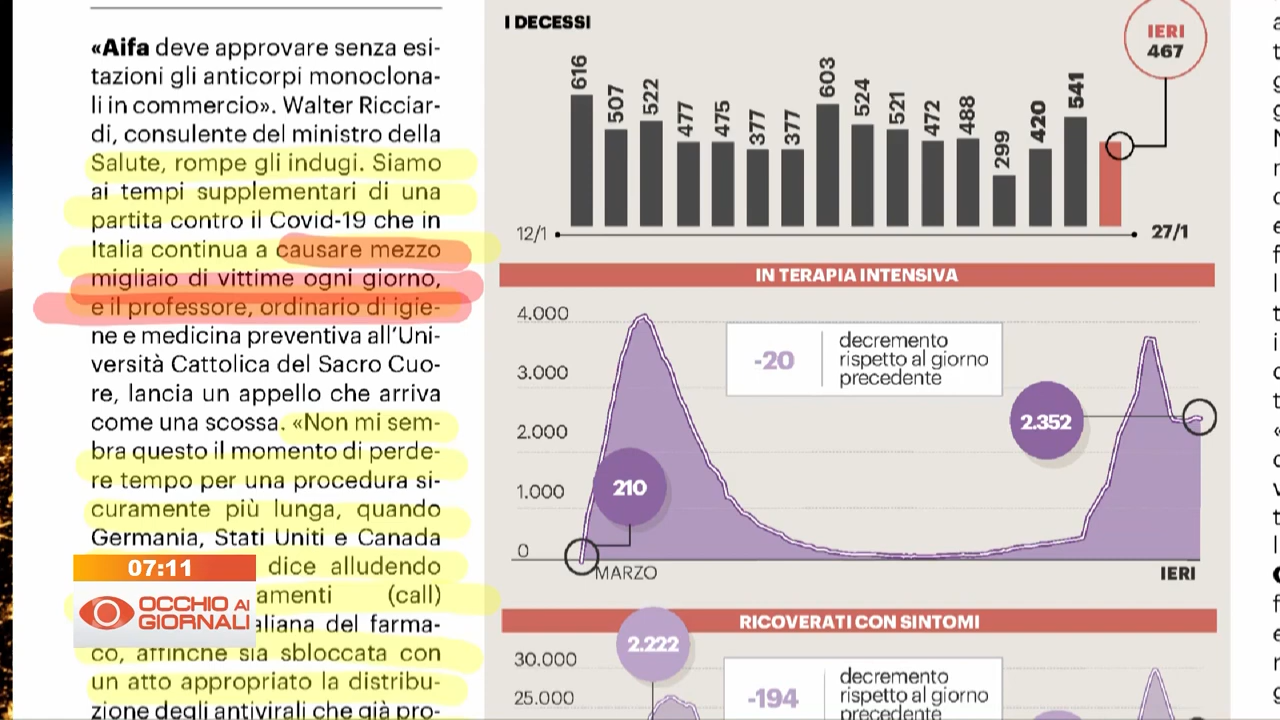 «Aifa deve approvare senza esi-
tazioni gli anticorpi monoclona-
li in commercio». Walter Ricciar-
di, consulente del ministro della
Salute, rompe gli indugi. Siamo
ai tempi supplementari di una
partita contro il Covid-19 che in
Italia continua a causare mezzo
migliaio di vittime ogni giorno,
e il professore, ordinario di igie-
ne e medicina preventiva all'Uni-
versità Cattolica del Sacro Cuo-
re, lancia un appello che arriva
come una scossa. «Non mi sem-
bra questo il momento di perde-
re tempo per una procedura si-
curamente più lunga, quando
Germania, Stati Uniti e Canada
dice alludendo
amenti (call)
aliana del farma-
co, affinché sia sbloccata con
un atto appropriato la distribu-
zione degli antivirali che già pro-
07:11
OCCHIO AI
GIORNALI
I DECESSI
616
507
522
477
475
377
377
603
524
521
472
488
299
420
541
IERI
467
12/1
27/1
IN TERAPIA INTENSIVA
4.000
3.000
2.000
1.000
0
-20
decremento
rispetto al giorno
precedente
210
2.352
MARZO
IERI
RICOVERATI CON SINTOMI
2.222
30.000
25.000
-194
decremento
rispetto al giorno
precedente